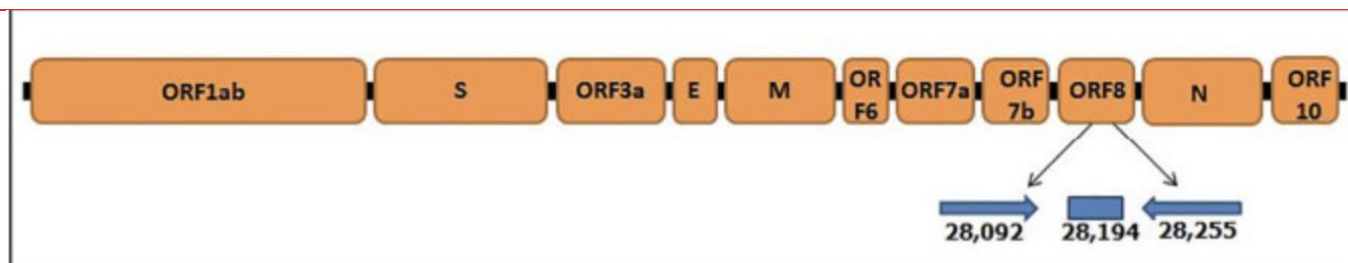 ORF1ab
S
ORF3a
E
M
OR
F6
ORF7a
ORF
7b
ORF8
N
ORF
10
28,092
28,194
28,255